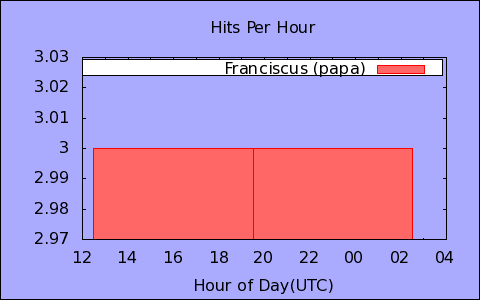 Hits Per Hour
3.03
Franciscus (papa)
3.02
3.01
3
2.99
2.98
2.97
12 14 16 18 20 22 00 02 04
Hour of Day(UTC)